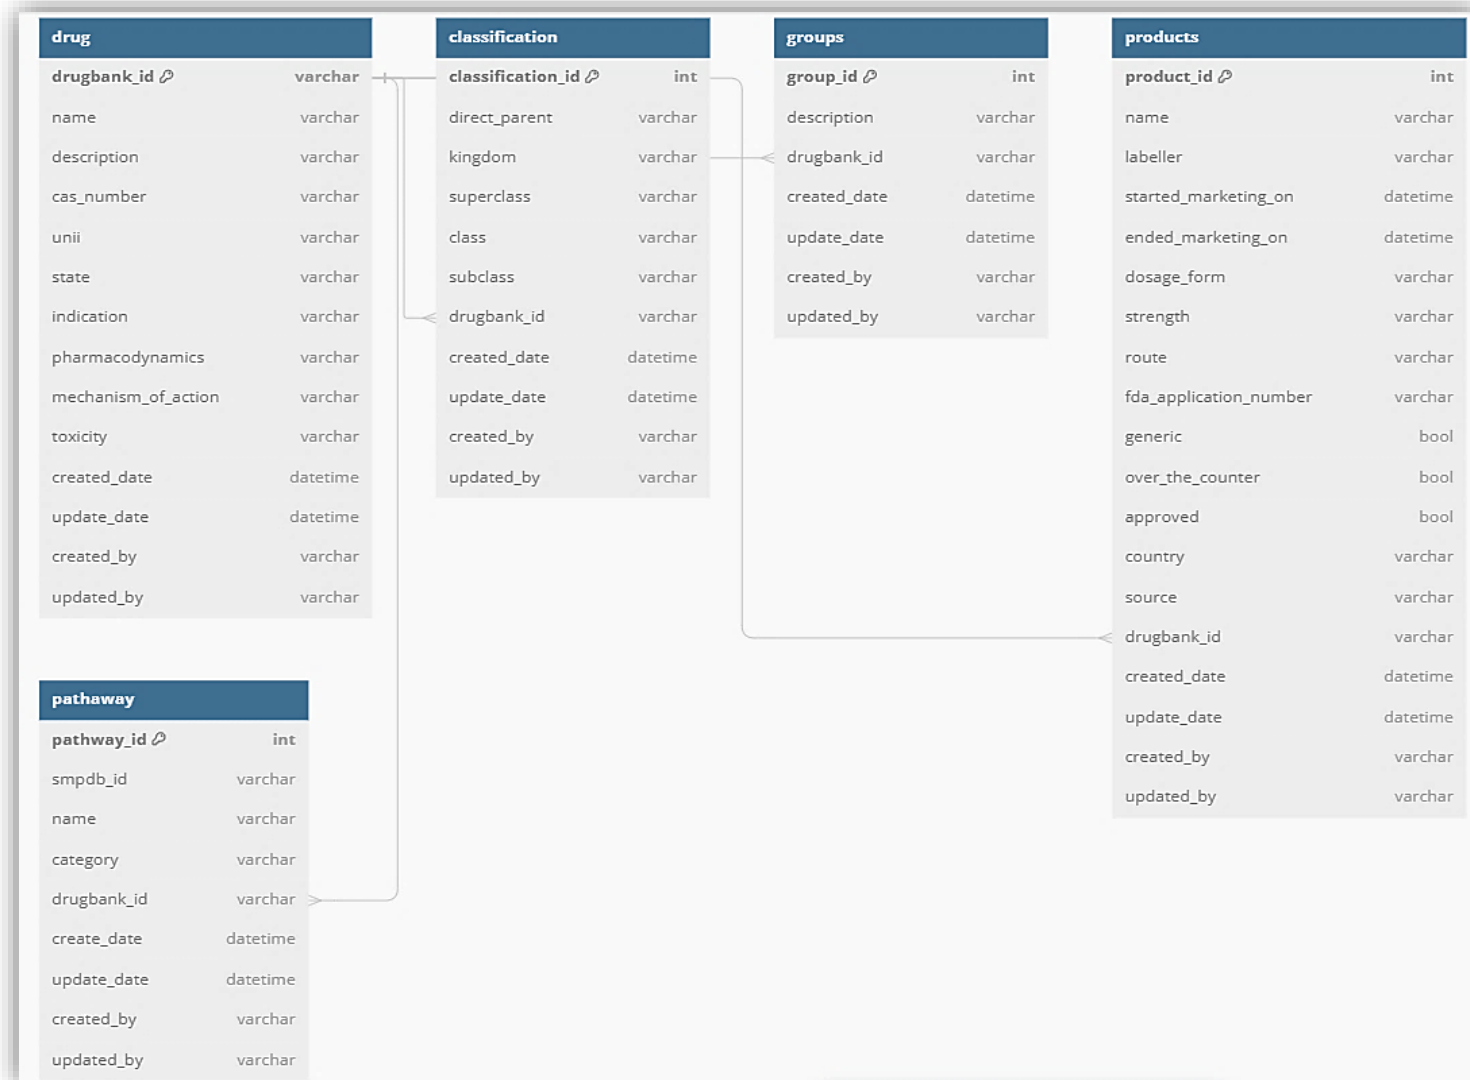 drug
drugbank_id varchar
name varchar
description varchar
cas_number varchar
unii varchar
state varchar
indication varchar
pharmacodynamics varchar
mechanism_of_action varchar
toxicity varchar
created_date datetime
update_date datetime
created_by varchar
updated_by varchar
classification
classification_id int
direct_parent varchar
kingdom varchar
superclass varchar
class varchar
subclass varchar
drugbank_id varchar
created_date datetime
update_date datetime
created_by varchar
updated_by varchar
groups
group_id int
description varchar
drugbank_id varchar
created_date datetime
update_date datetime
created_by varchar
updated_by varchar
products
product_id int
name varchar
labeller varchar
started_marketing_on datetime
ended_marketing_on datetime
dosage_form varchar
strength varchar
route varchar
fda_application_number varchar
generic bool
over_the_counter bool
approved bool
country varchar
source varchar
drugbank_id varchar
created_date datetime
update_date datetime
created_by varchar
updated_by varchar
pathaway
pathway_id int
smpdb_id varchar
name varchar
category varchar
drugbank_id varchar
create_date datetime
update_date datetime
created_by varchar
updated_by varchar